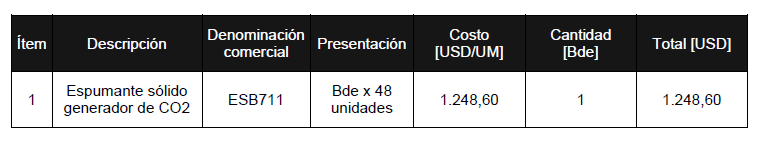 Ítem Descripción Denominación comercial Presentación Costo [USD/UM] Cantidad [Bde] Total [USD]
1 Espumante sólido generador de CO2 ESB711 Bde x 48 unidades 1.248,60 1 1.248,60